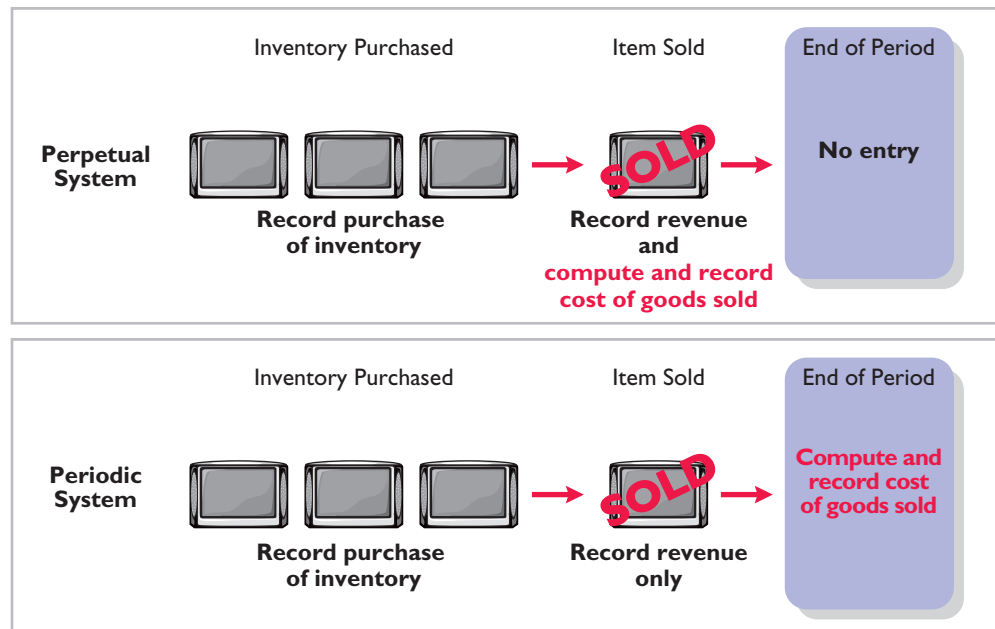 Inventory Purchased
Item Sold
End of Period
Perpetual
System
SOLD
No entry
Record purchase
of inventory
Record revenue
and
compute and record
cost of goods sold
Inventory Purchased
Item Sold
End of Period
Periodic
System
SOLD
Compute and
record cost
of goods sold
Record purchase
of inventory
Record revenue
only